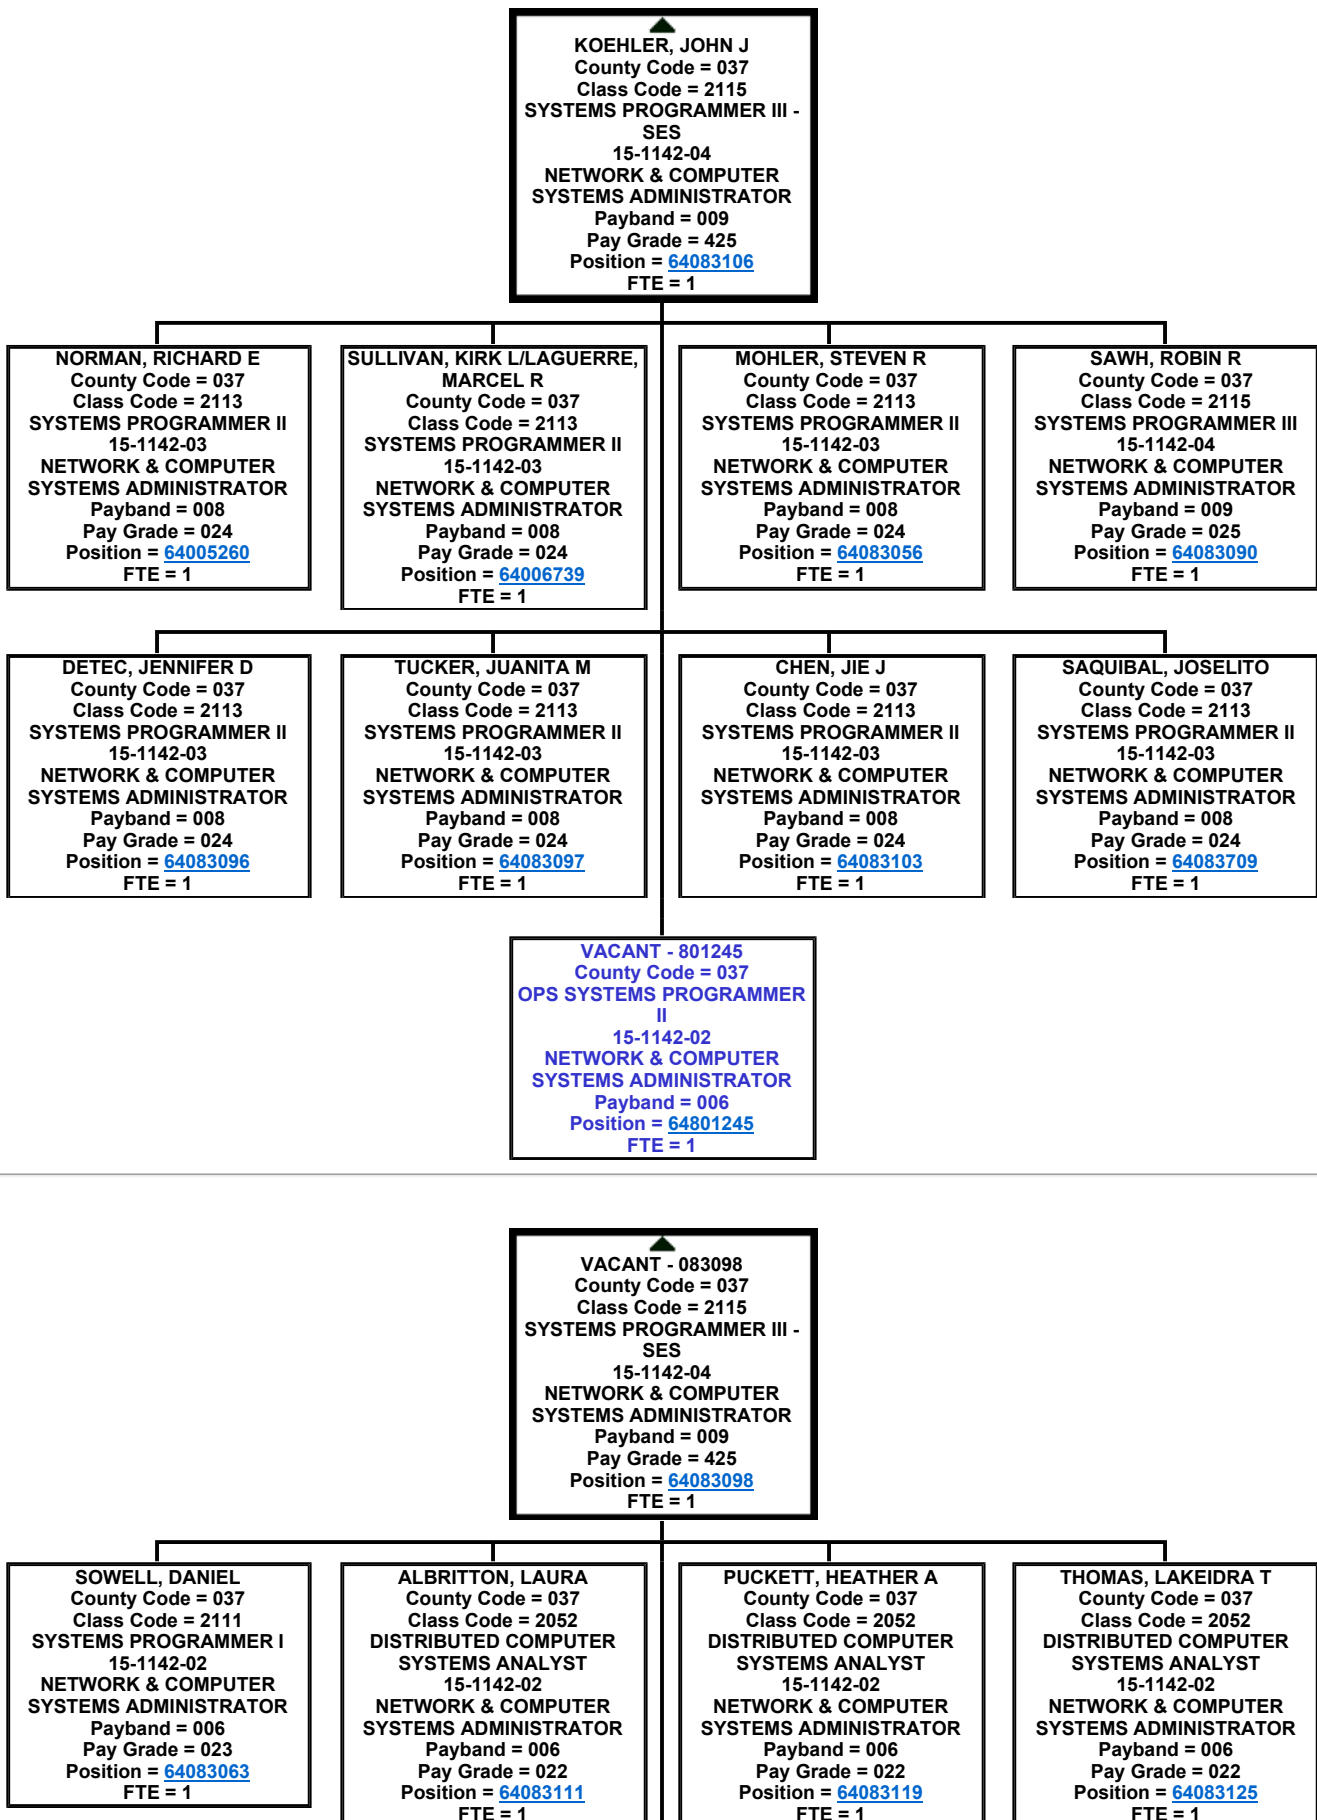 KOEHLER, JOHN J
County Code = 037
Class Code = 2115
SYSTEMS PROGRAMMER III -
SES
15-1142-04
NETWORK & COMPUTER
SYSTEMS ADMINISTRATOR
Payband = 009
Pay Grade = 425
Position = 64083106
FTE = 1
NORMAN, RICHARD E
County Code = 037
Class Code = 2113
SYSTEMS PROGRAMMER II
15-1142-03
NETWORK & COMPUTER
SYSTEMS ADMINISTRATOR
Payband = 008
Pay Grade = 024
Position = 64005260
FTE = 1
SULLIVAN, KIRK L/LAGUERRE,
MARCEL R
County Code = 037
Class Code = 2113
SYSTEMS PROGRAMMER II
15-1142-03
NETWORK & COMPUTER
SYSTEMS ADMINISTRATOR
Payband = 008
Pay Grade = 024
Position = 64006739
FTE = 1
MOHLER, STEVEN R
County Code = 037
Class Code = 2113
SYSTEMS PROGRAMMER II
15-1142-03
NETWORK & COMPUTER
SYSTEMS ADMINISTRATOR
Payband = 008
Pay Grade = 024
Position = 64083056
FTE = 1
SAWH, ROBIN R
County Code = 037
Class Code = 2115
SYSTEMS PROGRAMMER III
15-1142-04
NETWORK & COMPUTER
SYSTEMS ADMINISTRATOR
Payband = 009
Pay Grade = 025
Position = 64083090
FTE = 1
DETEC, JENNIFER D
County Code = 037
Class Code = 2113
SYSTEMS PROGRAMMER II
15-1142-03
NETWORK & COMPUTER
SYSTEMS ADMINISTRATOR
Payband = 008
Pay Grade = 024
Position = 64083096
FTE = 1
TUCKER, JUANITA M
County Code = 037
Class Code = 2113
SYSTEMS PROGRAMMER II
15-1142-03
NETWORK & COMPUTER
SYSTEMS ADMINISTRATOR
Payband = 008
Pay Grade = 024
Position = 64083097
FTE = 1
CHEN, JIE J
County Code = 037
Class Code = 2113
SYSTEMS PROGRAMMER II
15-1142-03
NETWORK & COMPUTER
SYSTEMS ADMINISTRATOR
Payband = 008
Pay Grade = 024
Position = 64083103
FTE = 1
SAQUIBAL, JOSELITO
County Code = 037
Class Code = 2113
SYSTEMS PROGRAMMER II
15-1142-03
NETWORK & COMPUTER
SYSTEMS ADMINISTRATOR
Payband = 008
Pay Grade = 024
Position = 64083709
FTE = 1
VACANT - 801245
County Code = 037
OPS SYSTEMS PROGRAMMER
II
15-1142-02
NETWORK & COMPUTER
SYSTEMS ADMINISTRATOR
Payband = 006
Position = 64801245
FTE = 1
VACANT - 083098
County Code = 037
Class Code = 2115
SYSTEMS PROGRAMMER III -
SES
15-1142-04
NETWORK & COMPUTER
SYSTEMS ADMINISTRATOR
Payband = 009
Pay Grade = 425
Position = 64083098
FTE = 1
SOWELL, DANIEL
County Code = 037
Class Code = 2111
SYSTEMS PROGRAMMER I
15-1142-02
NETWORK & COMPUTER
SYSTEMS ADMINISTRATOR
Payband = 006
Pay Grade = 023
Position = 64083063
FTE = 1
ALBRITTON, LAURA
County Code = 037
Class Code = 2052
DISTRIBUTED COMPUTER
SYSTEMS ANALYST
15-1142-02
NETWORK & COMPUTER
SYSTEMS ADMINISTRATOR
Payband = 006
Pay Grade = 022
Position = 64083111
FTE = 1
PUCKETT, HEATHER A
County Code = 037
Class Code = 2052
DISTRIBUTED COMPUTER
SYSTEMS ANALYST
15-1142-02
NETWORK & COMPUTER
SYSTEMS ADMINISTRATOR
Payband = 006
Pay Grade = 022
Position = 64083119
FTE = 1
THOMAS, LAKEIDRA T
County Code = 037
Class Code = 2052
DISTRIBUTED COMPUTER
SYSTEMS ANALYST
15-1142-02
NETWORK & COMPUTER
SYSTEMS ADMINISTRATOR
Payband = 006
Pay Grade = 022
Position = 64083125
FTE = 1